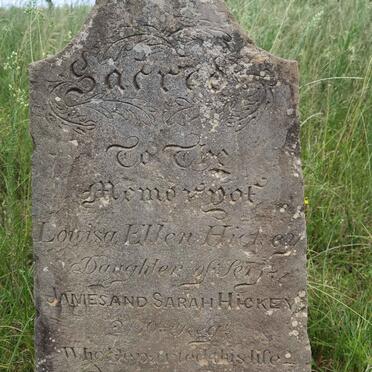 Sacred
To The
Memory of
Louisa Ellen Hickey
Daughter of Serjt
JAMES AND SARAH HICKEY
Regt
Who Departed this life